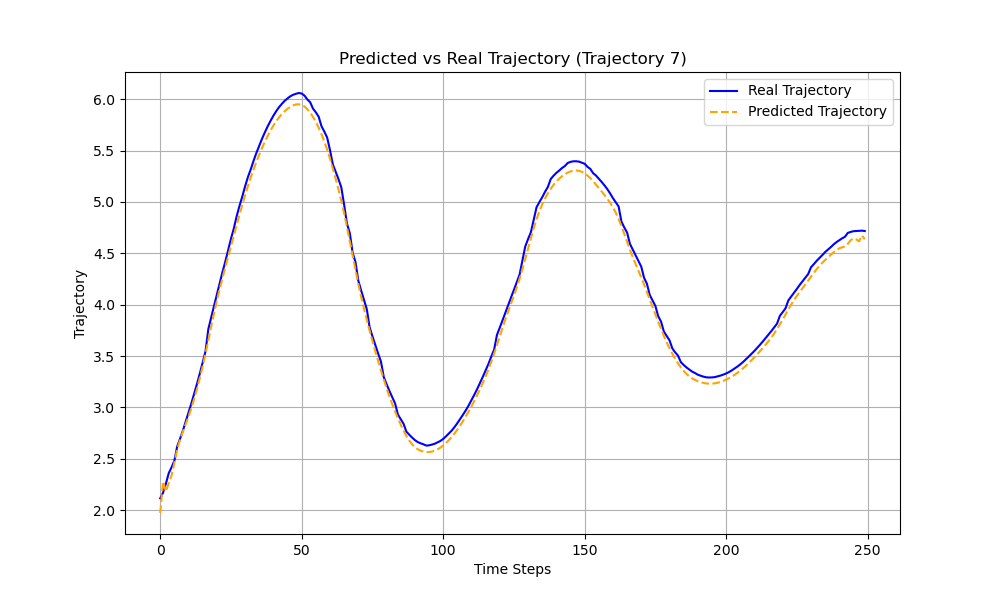 Predicted vs Real Trajectory (Trajectory 7)
Real Trajectory
Predicted Trajectory
6.0
5.5
5.0
4.5
4.0
3.5
3.0
2.5
2.0
Trajectory
0 50 100 150 200 250
Time Steps